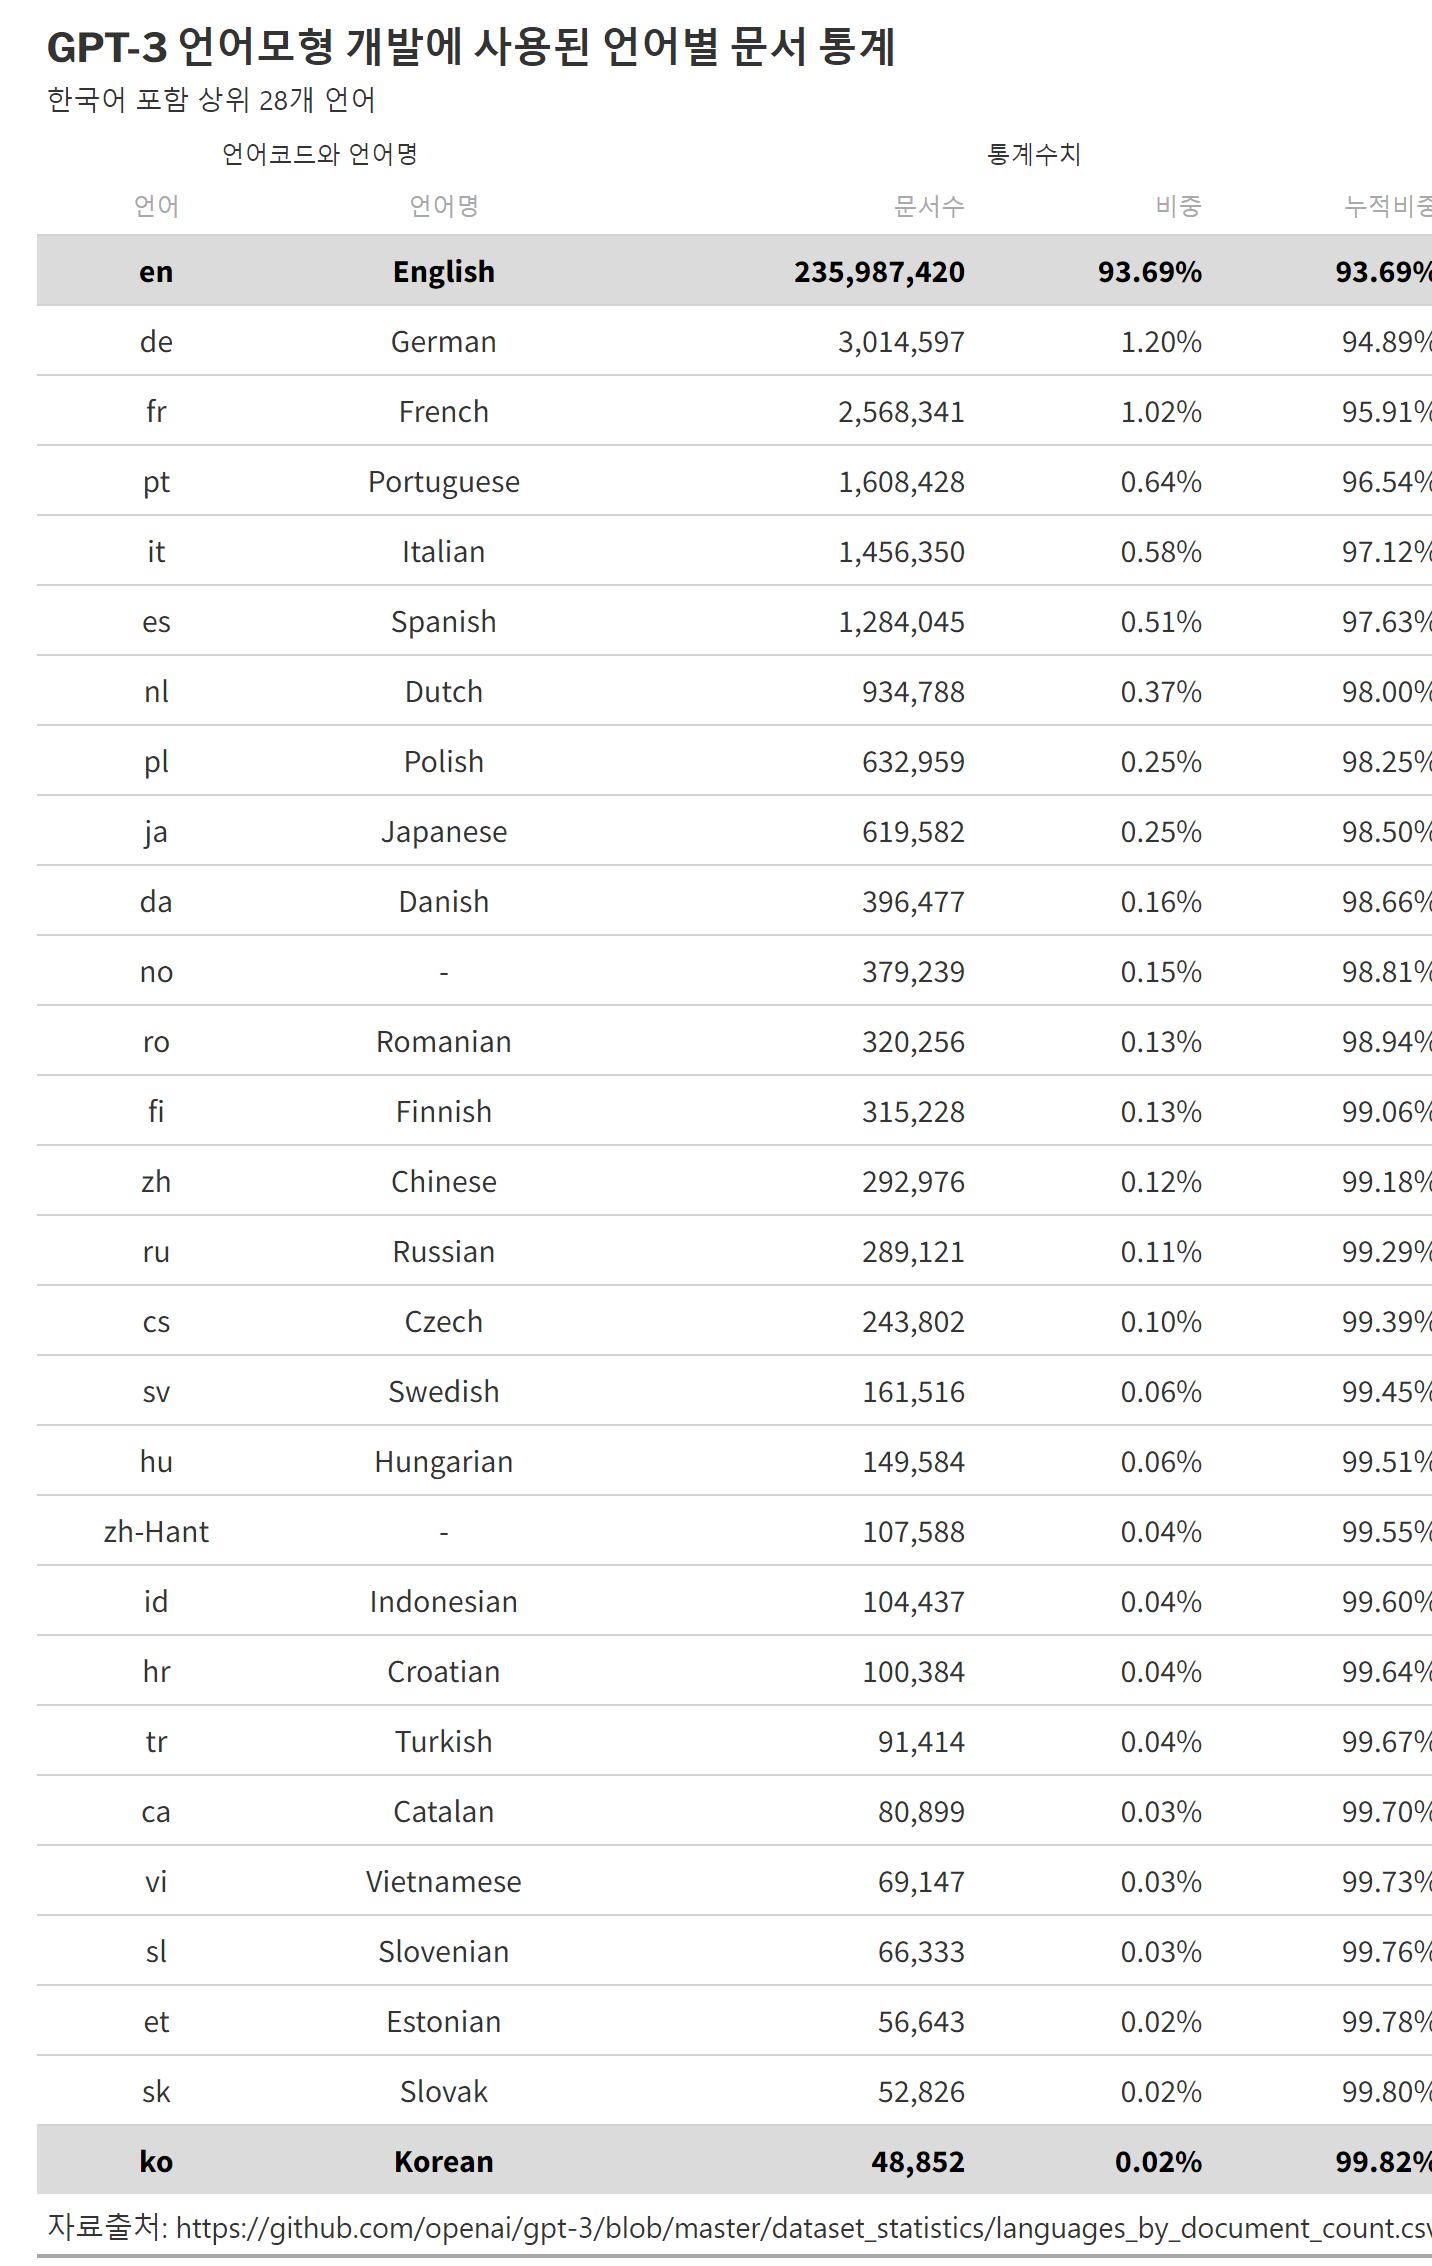 GPT-3 언어모형 개발에 사용된 언어별 문서 통계
한국어 포함 상위 28개 언어
언어코드와 언어명 통계수치
언어 언어명 문서수 비중 누적비중
en English 235,987,420 93.69% 93.69%
de German 3,014,597 1.20% 94.89%
fr French 2,568,341 1.02% 95.91%
pt Portuguese 1,608,428 0.64% 96.54%
it Italian 1,456,350 0.58% 97.12%
es Spanish 1,284,045 0.51% 97.63%
nl Dutch 934,788 0.37% 98.00%
pl Polish 632,959 0.25% 98.25%
ja Japanese 619,582 0.25% 98.50%
da Danish 396,477 0.16% 98.66%
no - 379,239 0.15% 98.81%
ro Romanian 320,256 0.13% 98.94%
fi Finnish 315,228 0.13% 99.06%
zh Chinese 292,976 0.12% 99.18%
ru Russian 289,121 0.11% 99.29%
cs Czech 243,802 0.10% 99.39%
sv Swedish 161,516 0.06% 99.45%
hu Hungarian 149,584 0.06% 99.51%
zh-Hant - 107,588 0.04% 99.55%
id Indonesian 104,437 0.04% 99.60%
hr Croatian 100,384 0.04% 99.64%
tr Turkish 91,414 0.04% 99.67%
ca Catalan 80,899 0.03% 99.70%
vi Vietnamese 69,147 0.03% 99.73%
sl Slovenian 66,333 0.03% 99.76%
et Estonian 56,643 0.02% 99.78%
sk Slovak 52,826 0.02% 99.80%
ko Korean 48,852 0.02% 99.82%
자료출처: https://github.com/openai/gpt-3/blob/master/dataset_statistics/languages_by_document_count.csv